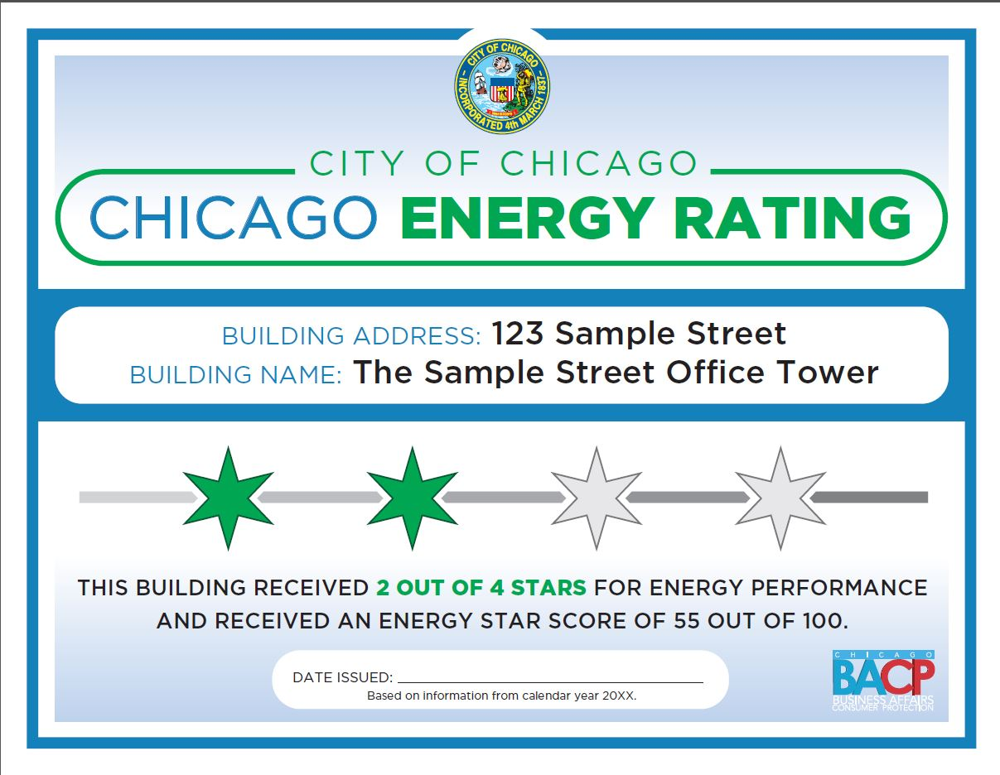 CITY OF CHICAGO
INCORPORATED 4th MARCH 1837
CITY OF CHICAGO
CHICAGO ENERGY RATING
BUILDING ADDRESS: 123 Sample Street
BUILDING NAME: The Sample Street Office Tower
THIS BUILDING RECEIVED 2 OUT OF 4 STARS FOR ENERGY PERFORMANCE
AND RECEIVED AN ENERGY STAR SCORE OF 55 OUT OF 100.
DATE ISSUED:
Based on information from calendar year 20XX.
CHICAGO
BACP
BUSINESS AFFAIRS
CONSUMER PROTECTION